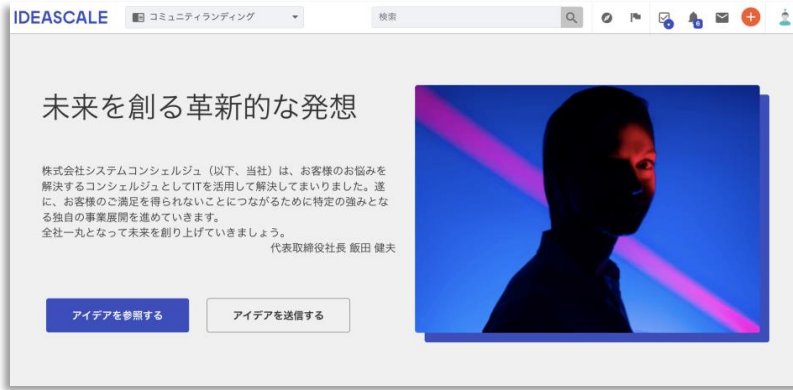 IDEASCALE
コミュニティランディング
検索
6
未来を創る革新的な発想
株式会社システムコンシェルジュ（以下、当社）は、お客様のお悩みを
解決するコンシェルジュとしてITを活用して解決してまいりました。遂
に、お客様のご満足を得られないことにつながるために特定の強みとな
る独自の事業展開を進めていきます。
全社一丸となって未来を創り上げていきましょう。
代表取締役社長 飯田 健夫
アイデアを参照する
アイデアを送信する